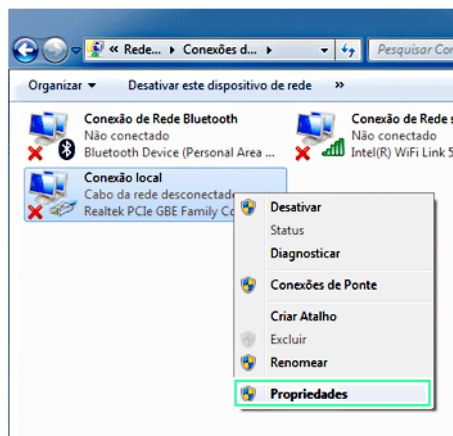 « Rede... ▸ Conexões d... ▸
Pesquisar Con
Organizar ▾ Desativar este dispositivo de rede »
Conexão de Rede Bluetooth
Não conectado
Bluetooth Device (Personal Area ...
Conexão de Rede s
Não conectado
Intel(R) WiFi Link 5
Conexão local
Cabo da rede desconectado
Realtek PCIe GBE Family Co
Desativar
Status
Diagnosticar
Conexões de Ponte
Criar Atalho
Excluir
Renomear
Propriedades